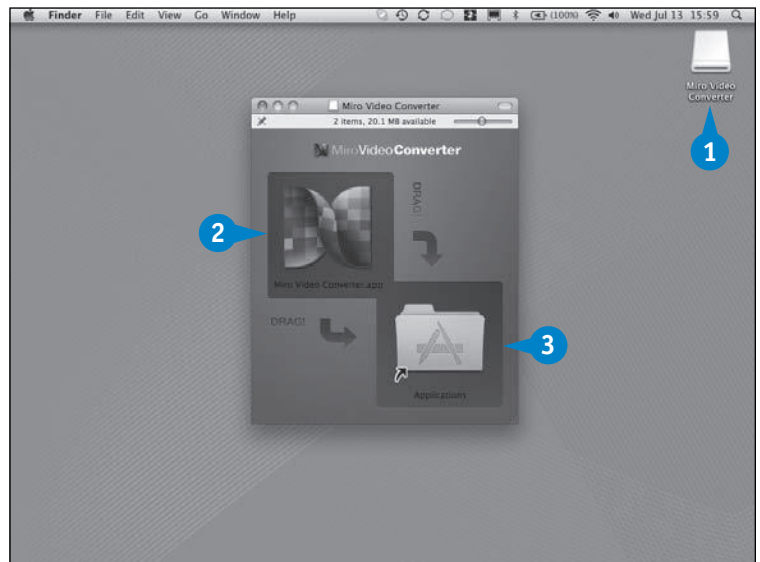 Finder File Edit View Go Window Help (100%) Wed Jul 13 15:59
Miro Video
Converter
1
Miro Video Converter
2 items, 20.1 MB available
MiroVideoConverter
DRAG!
2
Miro Video Converter.app
DRAG!
3
Applications